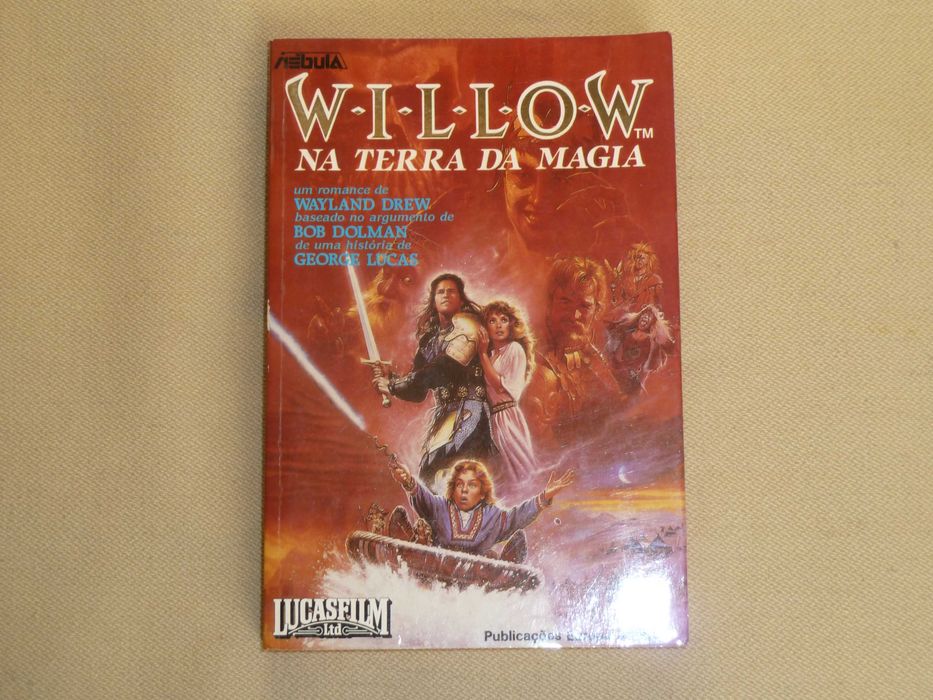 nebula
W·I·L·L·O·W TM
NA TERRA DA MAGIA
um romance de
WAYLAND DREW
baseado no argumento de
BOB DOLMAN
de uma história de
GEORGE LUCAS
LUCASFILM
Ltd
Publicações